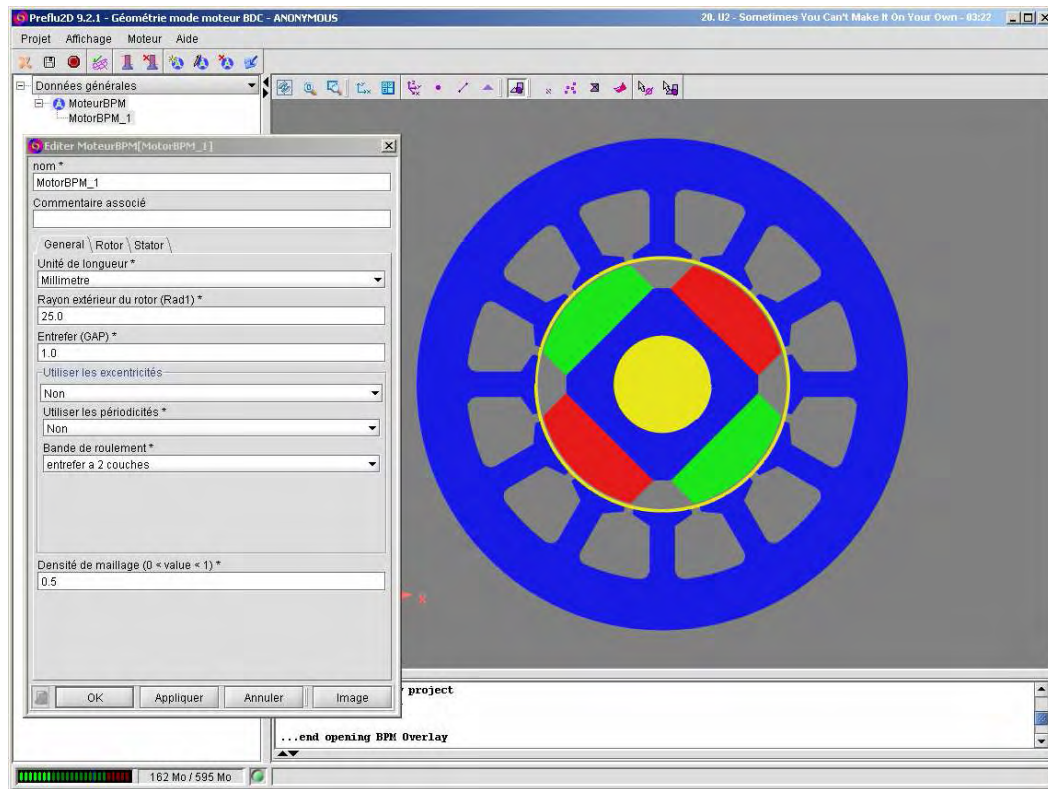 Preflu2D 9.2.1 - Géométrie mode moteur BDC - ANONYMOUS
20. U2 - Sometimes You Can't Make It On Your Own - 03:22
Projet Affichage Moteur Aide
Données générales
MoteurBPM
MotorBPM_1
Editer MoteurBPM[MotorBPM_1]
nom *
MotorBPM_1
Commentaire associé
General Rotor Stator
Unité de longueur *
Millimetre
Rayon extérieur du rotor (Rad1) *
25.0
Entrefer (GAP) *
1.0
Utiliser les excentricités
Non
Utiliser les périodicités *
Non
Bande de roulement *
entrefer a 2 couches
Densité de maillage (0 < value < 1) *
0.5
X
OK Appliquer Annuler Image
project
...end opening BPM Overlay
162 Mo / 595 Mo